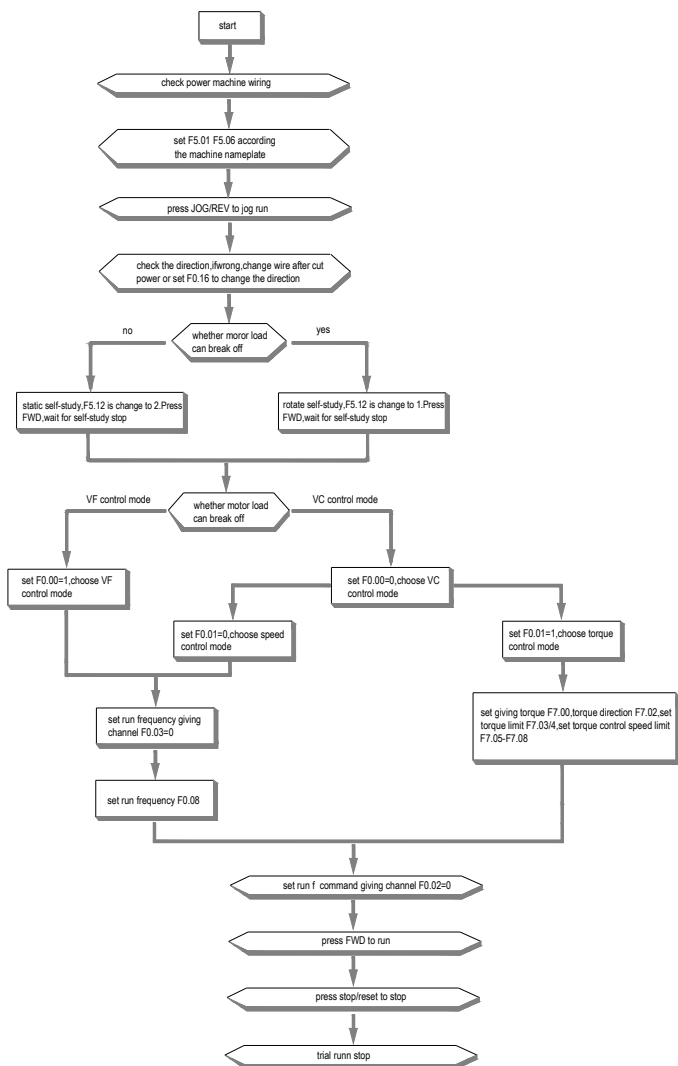 start
check power machine wiring
set F5.01 F5.06 according
the machine nameplate
press JOG/REV to jog run
check the direction,ifwrong,change wire after cut
power or set F0.16 to change the direction
no
whether moror load
can break off
yes
static self-study,F5.12 is change to 2.Press
FWD,wait for self-study stop
rotate self-study,F5.12 is change to 1.Press
FWD,wait for self-study stop
VF control mode
whether motor load
can break off
VC control mode
set F0.00=1,choose VF
control mode
set F0.00=0,choose VC
control mode
set F0.01=0,choose speed
control mode
set F0.01=1,choose torque
control mode
set run frequency giving
channel F0.03=0
set giving torque F7.00,torque direction F7.02,set
torque limit F7.03/4,set torque control speed limit
F7.05-F7.08
set run frequency F0.08
set run f command giving channel F0.02=0
press FWD to run
press stop/reset to stop
trial runn stop